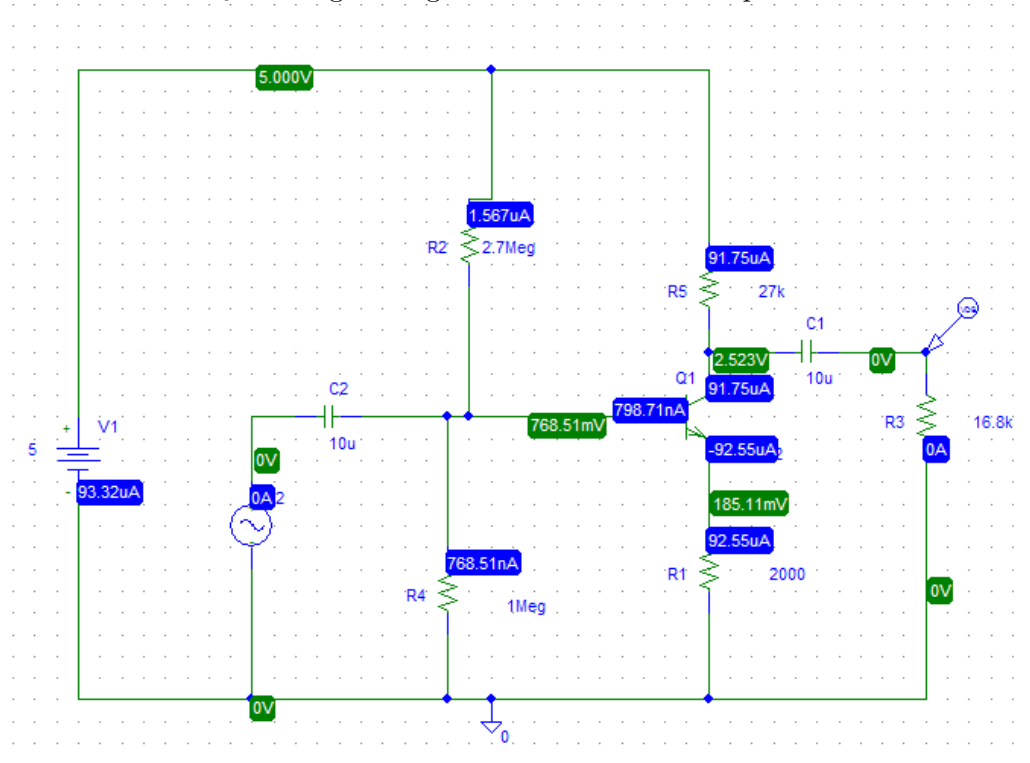 5.000V
1.567uA
R2
2.7Meg
91.75uA
R5
27k
C1
2.523V
0V
10u
Q1
91.75uA
C2
798.71nA
768.51mV
R3
16.8k
10u
+
V1
5
-92.55uA
0V
0A
-
93.32uA
0A
2
185.11mV
92.55uA
768.51nA
R1
2000
R4
1Meg
0V
0V
0